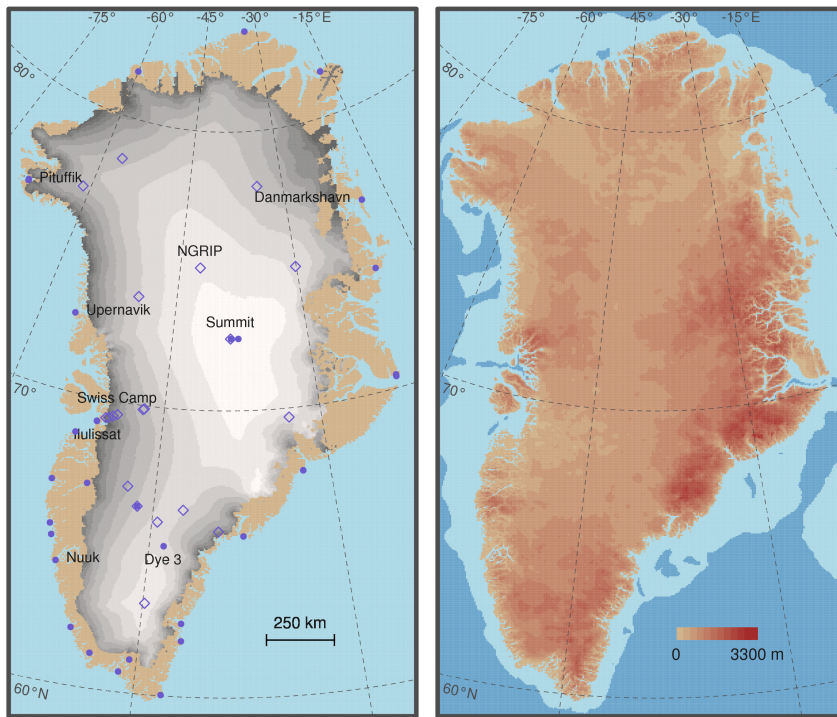 -75° -60° -45° -30° -15°E
80°
Pituffik
Danmarkshavn
NGRIP
Upernavik
Summit
70°
Swiss Camp
Ilulissat
Nuuk
Dye 3
250 km
60°N
-75° -60° -45° -30° -15°E
80°
70°
0 3300 m
60°N